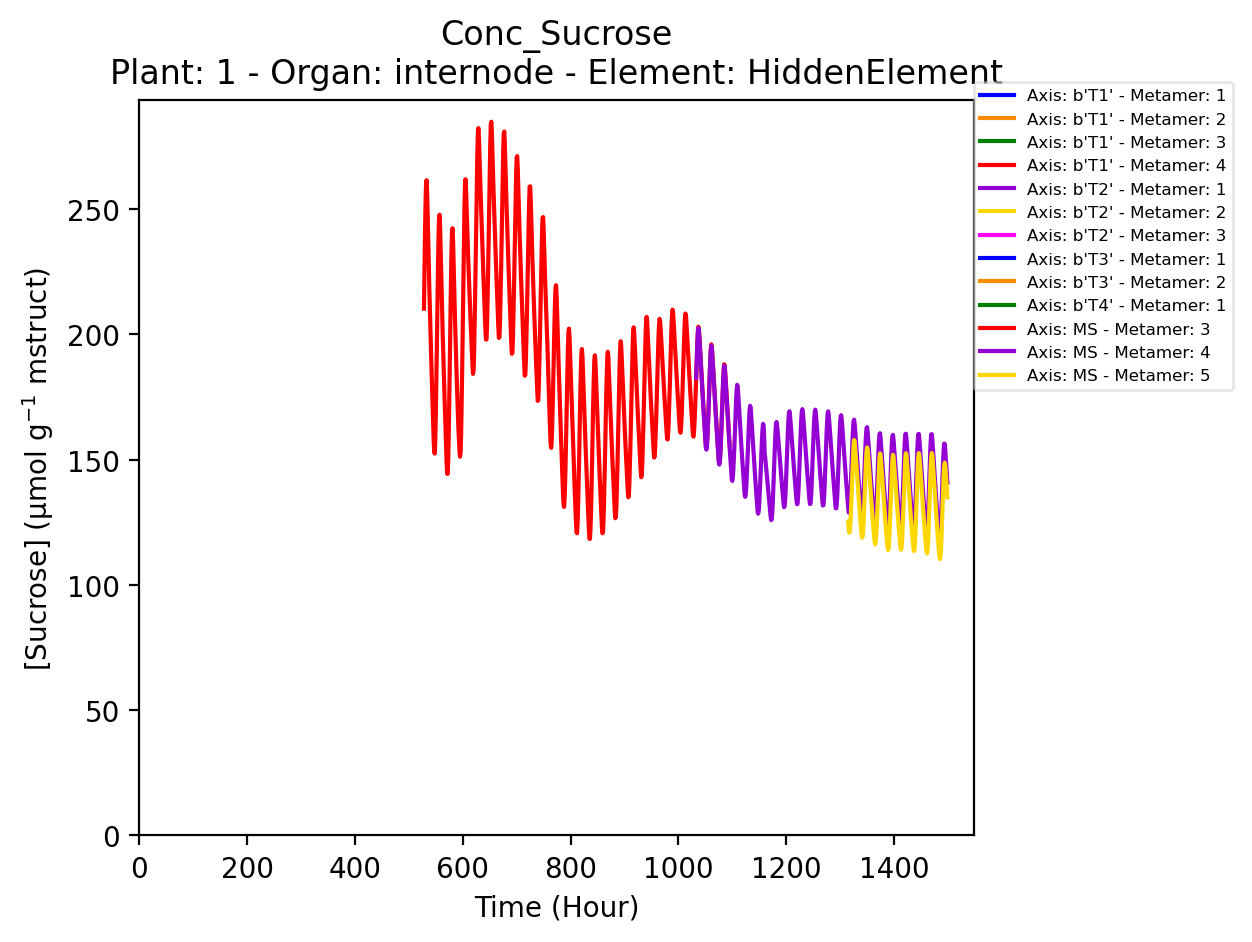 Conc_Sucrose
Plant: 1 - Organ: internode - Element: HiddenElement
Axis: b'T1' - Metamer: 1
Axis: b'T1' - Metamer: 2
Axis: b'T1' - Metamer: 3
Axis: b'T1' - Metamer: 4
Axis: b'T2' - Metamer: 1
Axis: b'T2' - Metamer: 2
Axis: b'T2' - Metamer: 3
Axis: b'T3' - Metamer: 1
Axis: b'T3' - Metamer: 2
Axis: b'T4' - Metamer: 1
Axis: MS - Metamer: 3
Axis: MS - Metamer: 4
Axis: MS - Metamer: 5
[Sucrose] (µmol g⁻¹ mstruct)
250
200
150
100
50
0
0 200 400 600 800 1000 1200 1400
Time (Hour)